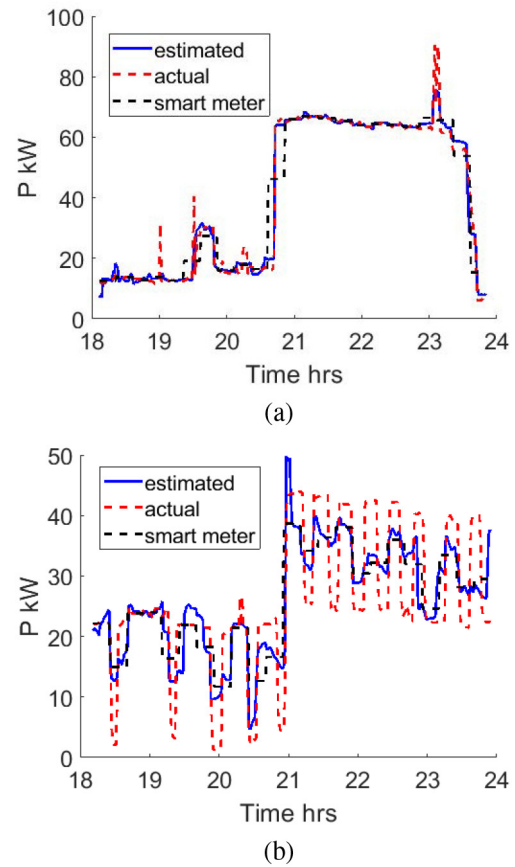 100
80
60
40
20
0
P kW
estimated
actual
smart meter
18 19 20 21 22 23 24
Time hrs
(a)
50
40
30
20
10
0
P kW
estimated
actual
smart meter
18 19 20 21 22 23 24
Time hrs
(b)